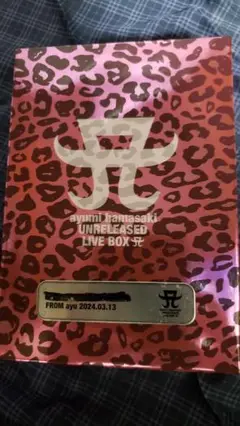 ayumi hamasaki
UNRELEASED
LIVE BOX A
FROM ayu 2024.03.13